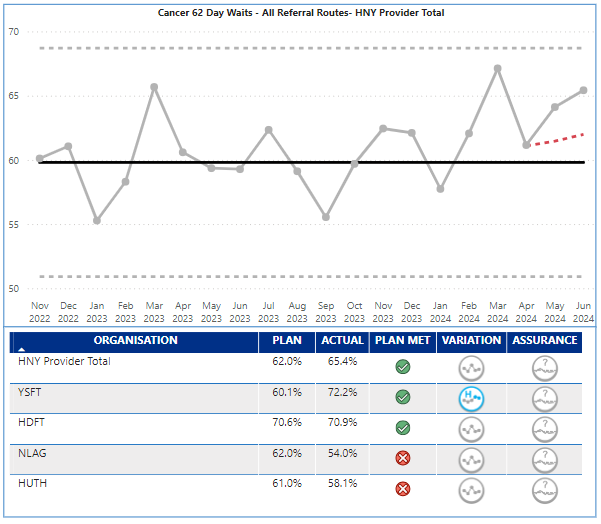 Cancer 62 Day Waits - All Referral Routes- HNY Provider Total
70
65
60
55
50
Nov Dec Jan Feb Mar Apr May Jun Jul Aug Sep Oct Nov Dec Jan Feb Mar Apr May Jun
2022 2022 2023 2023 2023 2023 2023 2023 2023 2023 2023 2023 2023 2023 2024 2024 2024 2024 2024 2024
ORGANISATION PLAN ACTUAL PLAN MET VARIATION ASSURANCE
HNY Provider Total 62.0% 65.4% ?
YSFT 60.1% 72.2% H ?
HDFT 70.6% 70.9% ?
NLAG 62.0% 54.0% ?
HUTH 61.0% 58.1% ?